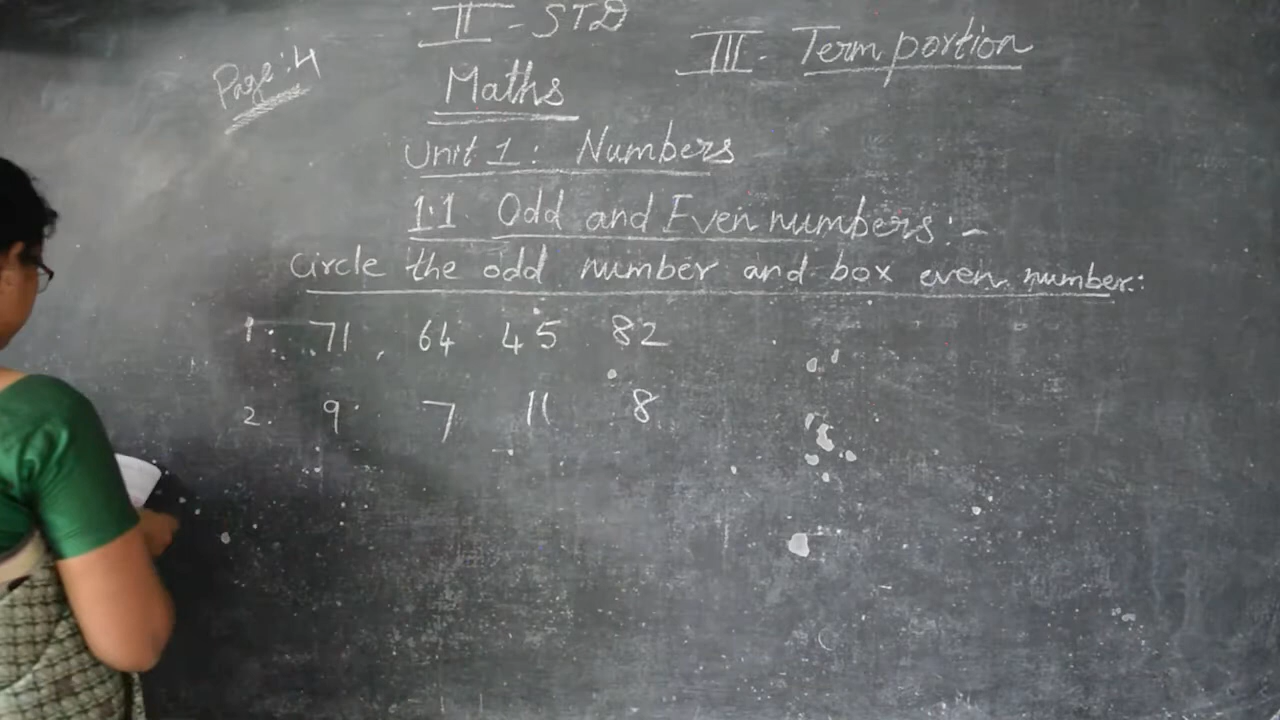 II - STD
III - Term portion
Page: 4
Maths
Unit 1: Numbers
1.1 Odd and Even numbers:-
Circle the odd number and box even number:
1. 71, 64 45 82
2. 9 7 11 8